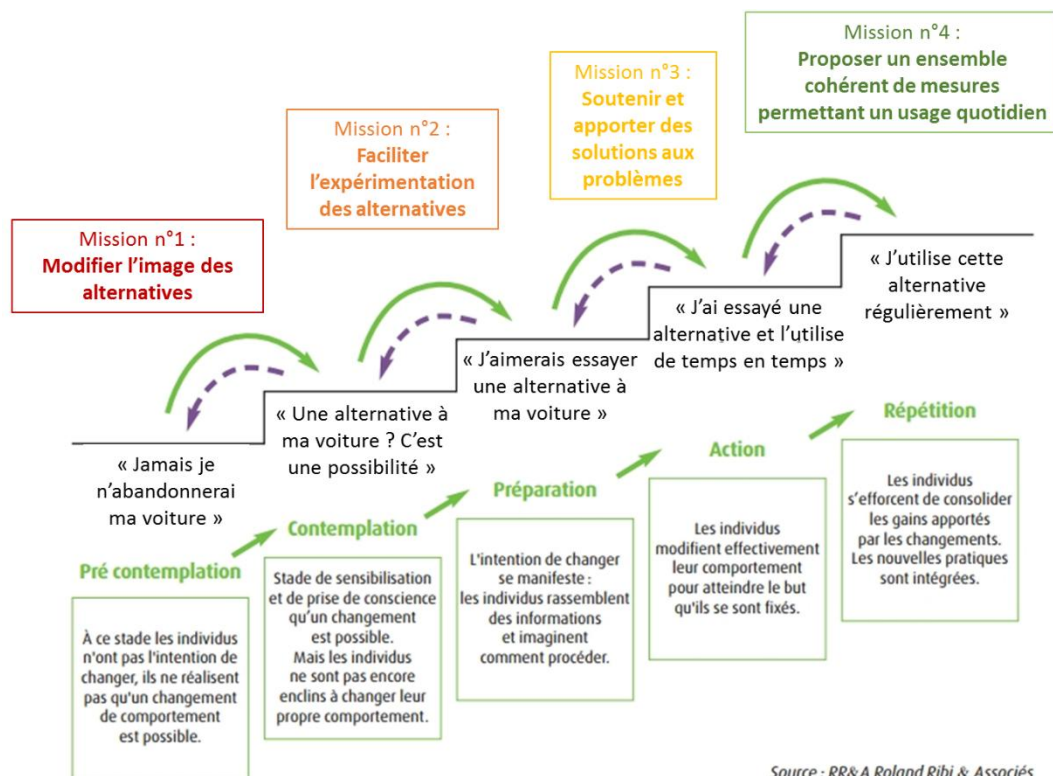 Mission n°1 :
Modifier l’image des
alternatives
Mission n°2 :
Faciliter
l’expérimentation
des alternatives
Mission n°3 :
Soutenir et
apporter des
solutions aux
problèmes
Mission n°4 :
Proposer un ensemble
cohérent de mesures
permettant un usage quotidien
« Jamais je
n’abandonnerai
ma voiture »
« Une alternative à
ma voiture ? C’est
une possibilité »
« J’aimerais essayer
une alternative à
ma voiture »
« J’ai essayé une
alternative et l’utilise
de temps en temps »
« J’utilise cette
alternative
régulièrement »
Pré contemplation
À ce stade les individus
n'ont pas l'intention de
changer, ils ne réalisent
pas qu'un changement
de comportement
est possible.
Contemplation
Stade de sensibilisation
et de prise de conscience
qu’un changement
est possible.
Mais les individus
ne sont pas encore
enclins à changer leur
propre comportement.
Préparation
L'intention de changer
se manifeste :
les individus rassemblent
des informations
et imaginent
comment procéder.
Action
Les individus
modifient effectivement
leur comportement
pour atteindre le but
qu'ils se sont fixés.
Répétition
Les individus
s’efforcent de consolider
les gains apportés
par les changements.
Les nouvelles pratiques
sont intégrées.
Source : RR&A Roland Ribi & Associés